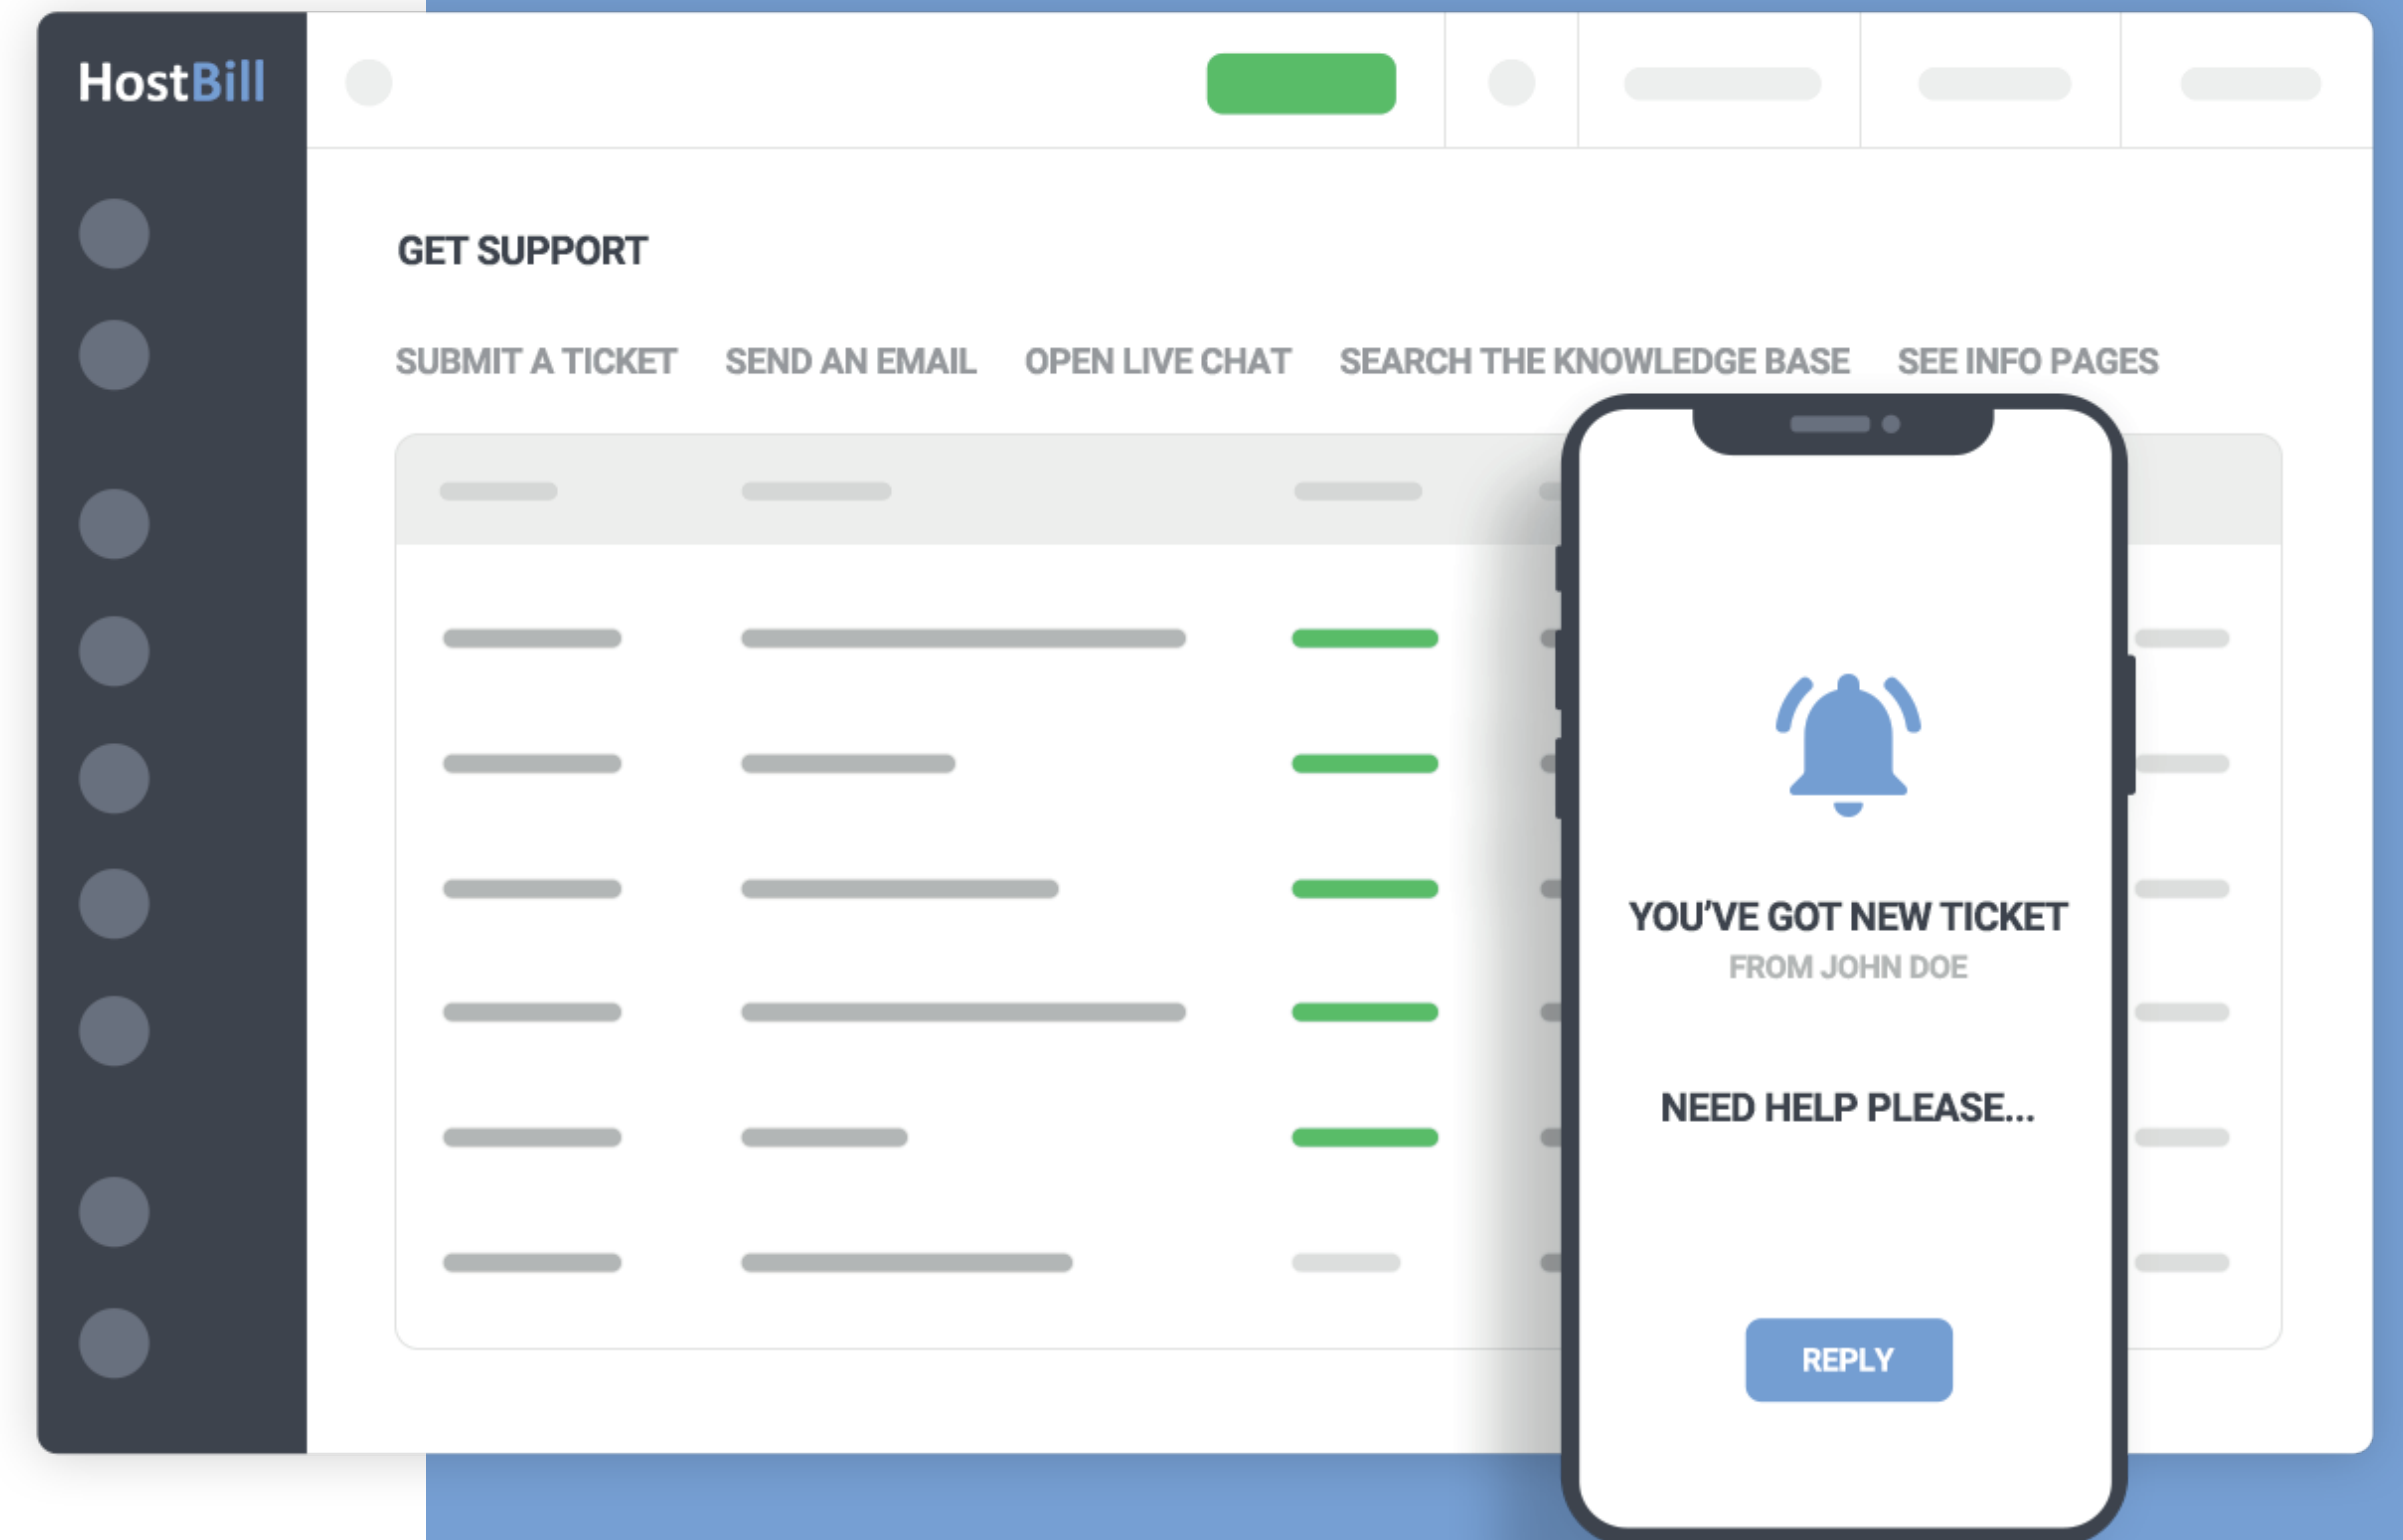 HostBill
GET SUPPORT
SUBMIT A TICKET SEND AN EMAIL OPEN LIVE CHAT SEARCH THE KNOWLEDGE BASE SEE INFO PAGES
YOU’VE GOT NEW TICKET
FROM JOHN DOE
NEED HELP PLEASE...
REPLY